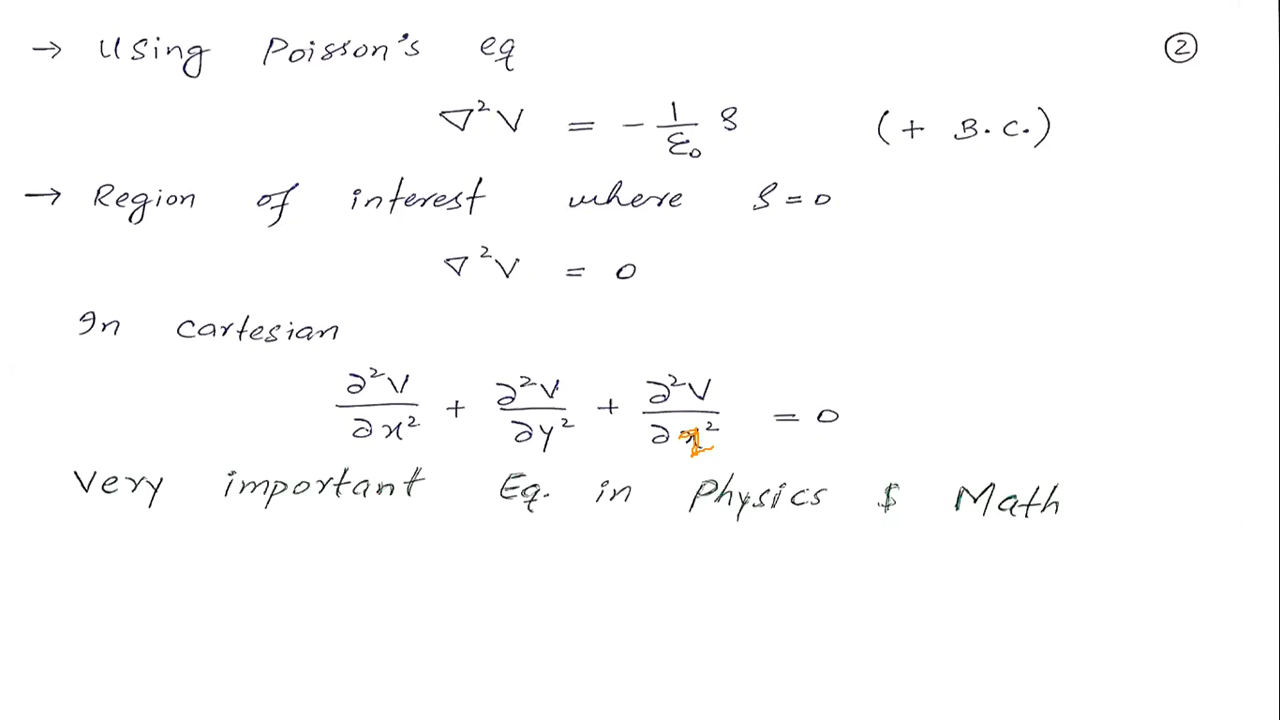 → Using Poisson's eq ②
∇²V = - 1/ε₀ ρ (+ B.C.)
→ Region of interest where ρ = 0
∇²V = 0
In cartesian
∂²V/∂x² + ∂²V/∂y² + ∂²V/∂z² = 0
Very important Eq. in Physics $ Math